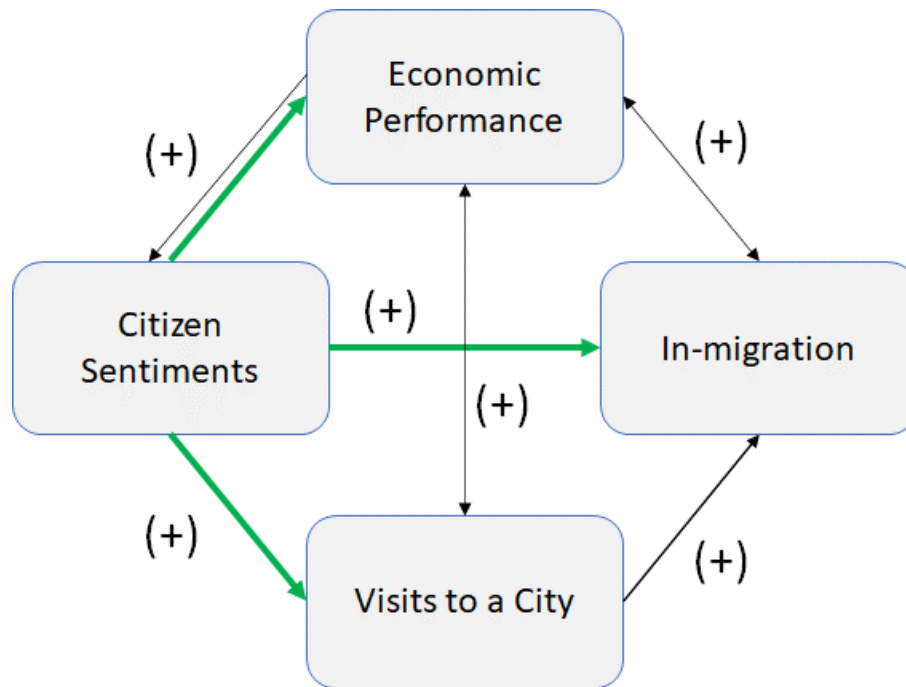 Economic
Performance
(+)
(+)
Citizen
Sentiments
(+)
In-migration
(+)
(+)
Visits to a City
(+)